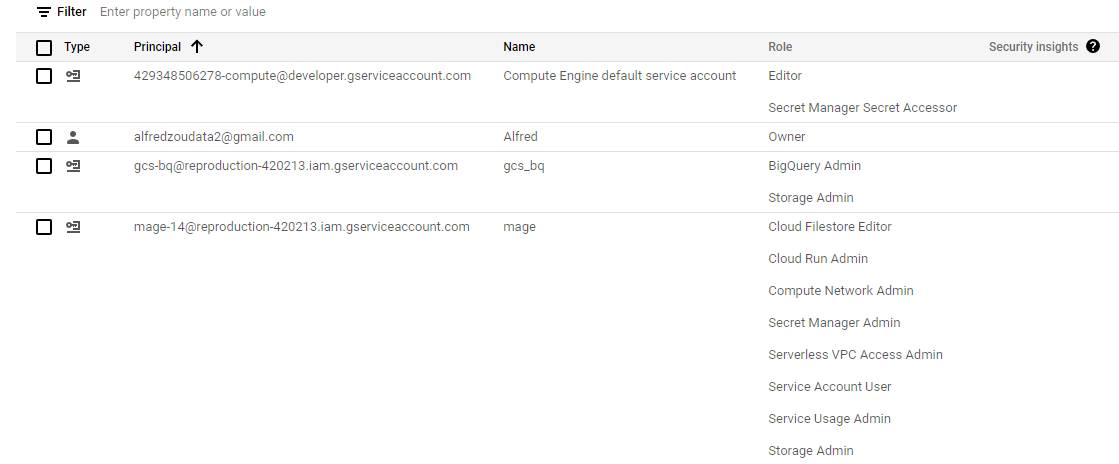 Filter Enter property name or value
Type Principal Name Role Security insights
429348506278-compute@developer.gserviceaccount.com Compute Engine default service account Editor
Secret Manager Secret Accessor
alfredzoudata2@gmail.com Alfred Owner
gcs-bq@reproduction-420213.iam.gserviceaccount.com gcs_bq BigQuery Admin
Storage Admin
mage-14@reproduction-420213.iam.gserviceaccount.com mage Cloud Filestore Editor
Cloud Run Admin
Compute Network Admin
Secret Manager Admin
Serverless VPC Access Admin
Service Account User
Service Usage Admin
Storage Admin